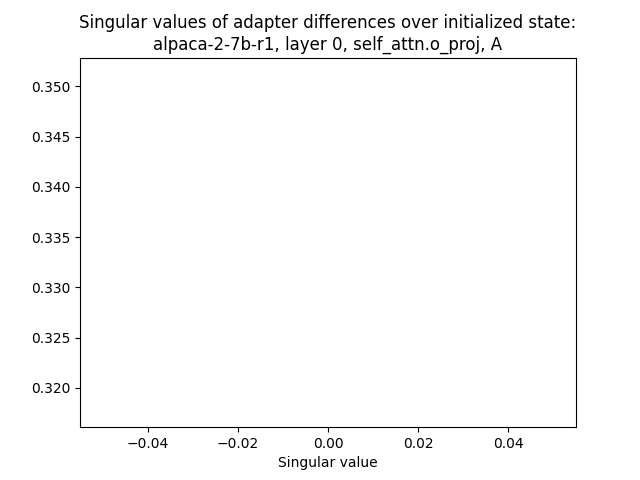 Singular values of adapter differences over initialized state:
alpaca-2-7b-r1, layer 0, self_attn.o_proj, A
0.350
0.345
0.340
0.335
0.330
0.325
0.320
−0.04 −0.02 0.00 0.02 0.04
Singular value